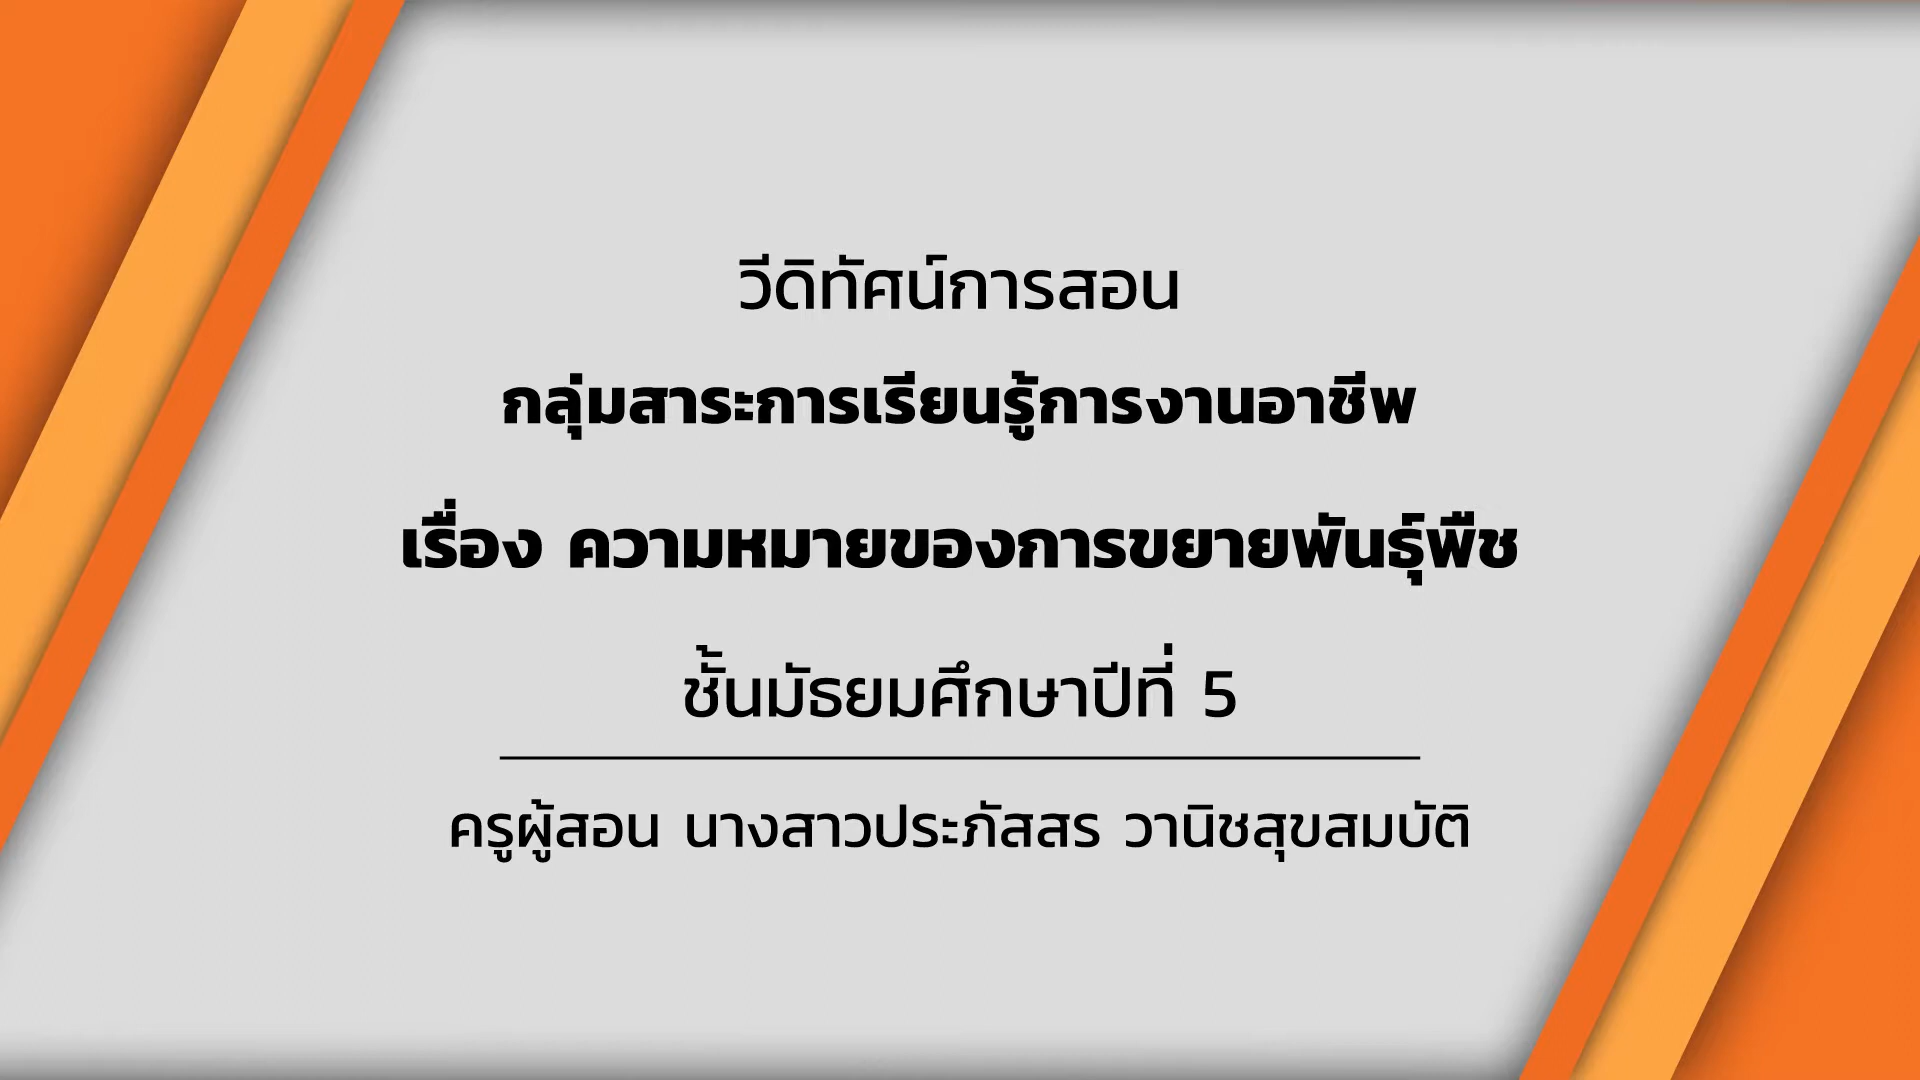 วีดิทัศน์การสอน
กลุ่มสาระการเรียนรู้การงานอาชีพ
เรื่อง ความหมายของการขยายพันธุ์พืช
ชั้นมัธยมศึกษาปีที่ 5
ครูผู้สอน นางสาวประภัสสร วานิชสุขสมบัติ